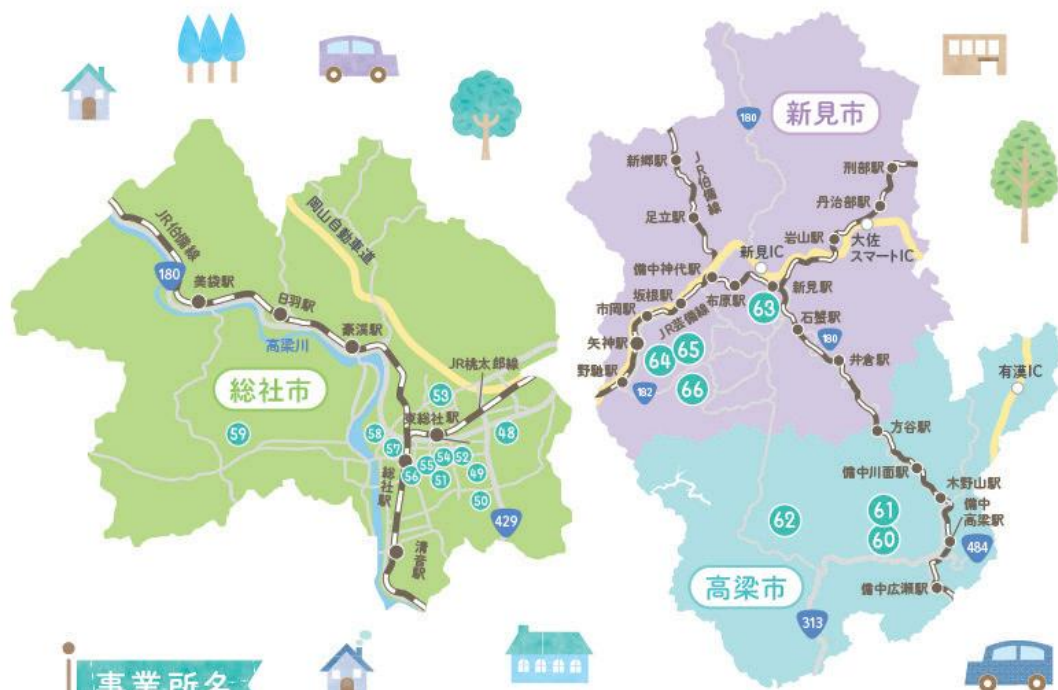 総社市
JR伯備線
岡山自動車道
180
美袋駅
日羽駅
豪渓駅
高梁川
JR桃太郎線
東総社駅
総社駅
清音駅
429
48
49
50
51
52
53
54
55
56
57
58
59
新見市
180
新郷駅
JR伯備線
足立駅
刑部駅
丹治部駅
岩山駅
大佐
スマートIC
新見IC
備中神代駅
布原駅
新見駅
坂根駅
市岡駅
JR芸備線
矢神駅
野馳駅
182
石蟹駅
180
井倉駅
63
64
65
66
高梁市
有漢IC
方谷駅
備中川面駅
木野山駅
備中
高梁駅
484
備中広瀬駅
313
60
61
62
事業所名